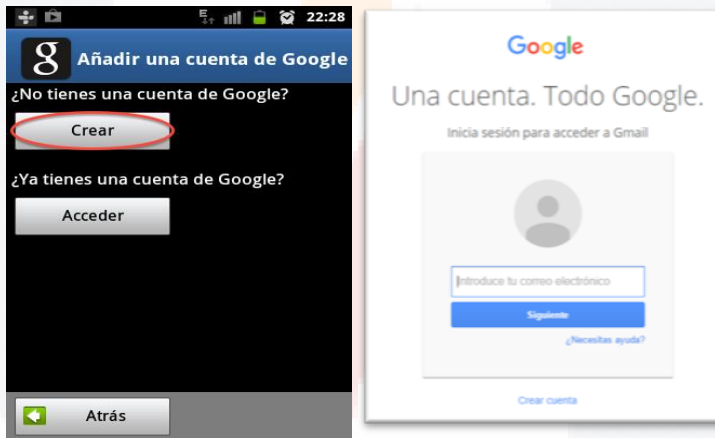 22:28
g Añadir una cuenta de Google
¿No tienes una cuenta de Google?
Crear
¿Ya tienes una cuenta de Google?
Acceder
Atrás
Google
Una cuenta. Todo Google.
Inicia sesión para acceder a Gmail
Introduce tu correo electrónico
Siguiente
¿Necesitas ayuda?
Crear cuenta